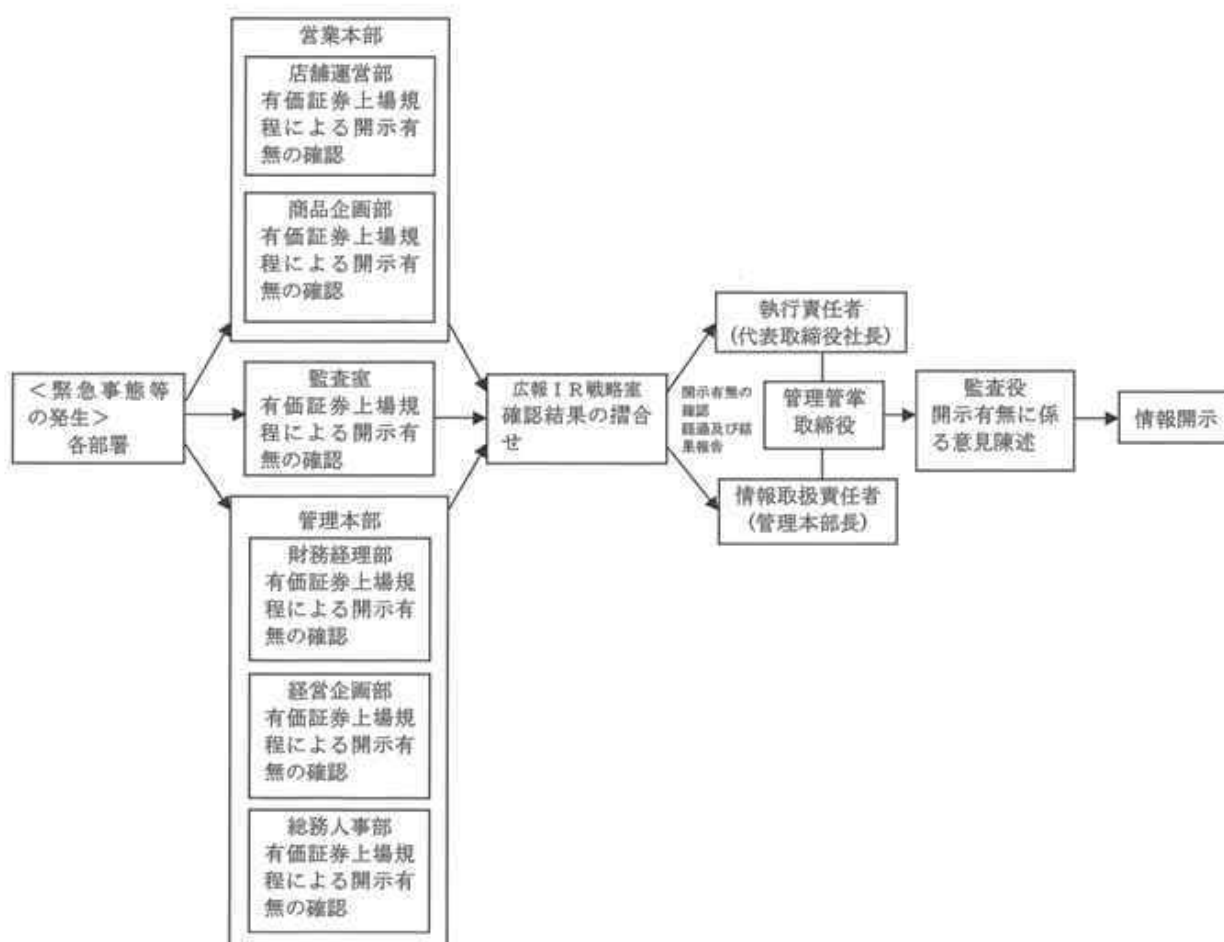 営業本部
店舗運営部
有価証券上場規
程による開示有
無の確認
商品企画部
有価証券上場規
程による開示有
無の確認
＜緊急事態等
の発生＞
各部署
監査室
有価証券上場規
程による開示有
無の確認
管理本部
財務経理部
有価証券上場規
程による開示有
無の確認
経営企画部
有価証券上場規
程による開示有
無の確認
総務人事部
有価証券上場規
程による開示有
無の確認
広報ＩＲ戦略室
確認結果の摺合
せ
開示有無の
確認
経過及び結
果報告
執行責任者
(代表取締役社長)
管理管掌
取締役
情報取扱責任者
(管理本部長)
監査役
開示有無に係
る意見陳述
情報開示